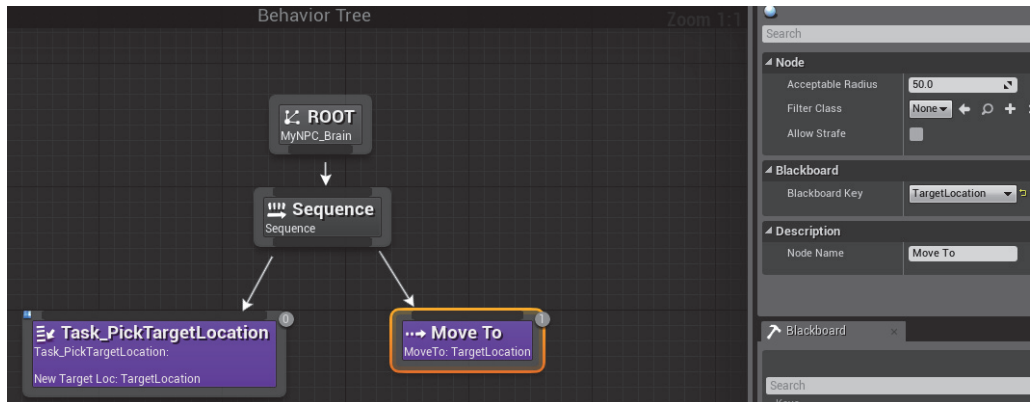 Behavior Tree
Zoom 1:1
ROOT
MyNPC_Brain
Sequence
Sequence
0
Task_PickTargetLocation
Task_PickTargetLocation:
New Target Loc: TargetLocation
1
Move To
MoveTo: TargetLocation
Search
Node
Acceptable Radius 50.0
Filter Class None
Allow Strafe
Blackboard
Blackboard Key TargetLocation
Description
Node Name Move To
Blackboard
Search